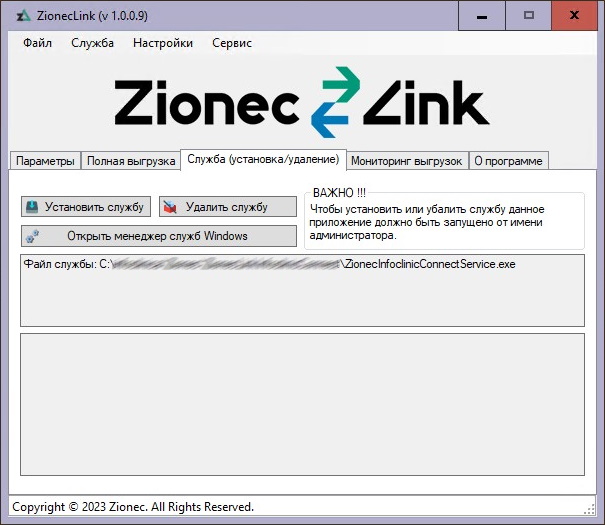 ZionecLink (v 1.0.0.9)
Файл Служба Настройки Сервис
Zionec Link
Параметры Полная выгрузка Служба (установка/удаление) Мониторинг выгрузок О программе
Установить службу Удалить службу
Открыть менеджер служб Windows
ВАЖНО !!!
Чтобы установить или убалить службу данное
приложение должно быть запущено от имени
администратора.
Файл службы: C:\ \ZionecInfoclinicConnectService.exe
Copyright © 2023 Zionec. All Rights Reserved.